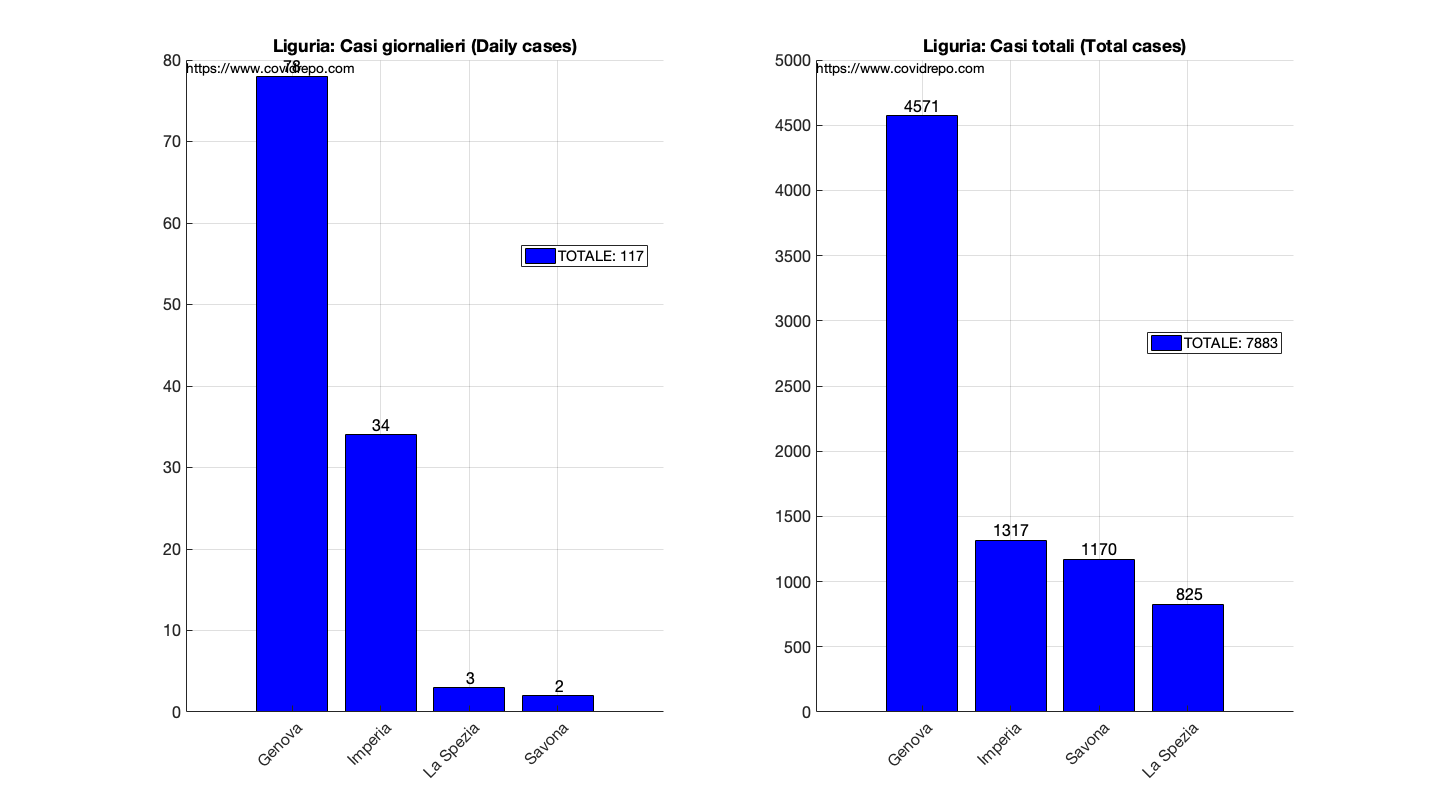 Liguria: Casi giornalieri (Daily cases)
https://www.covidrepo.com
80
70
60
50
40
30
20
10
0
78
34
3
2
TOTALE: 117
Genova
Imperia
La Spezia
Savona
Liguria: Casi totali (Total cases)
https://www.covidrepo.com
5000
4500
4000
3500
3000
2500
2000
1500
1000
500
0
4571
1317
1170
825
TOTALE: 7883
Genova
Imperia
Savona
La Spezia